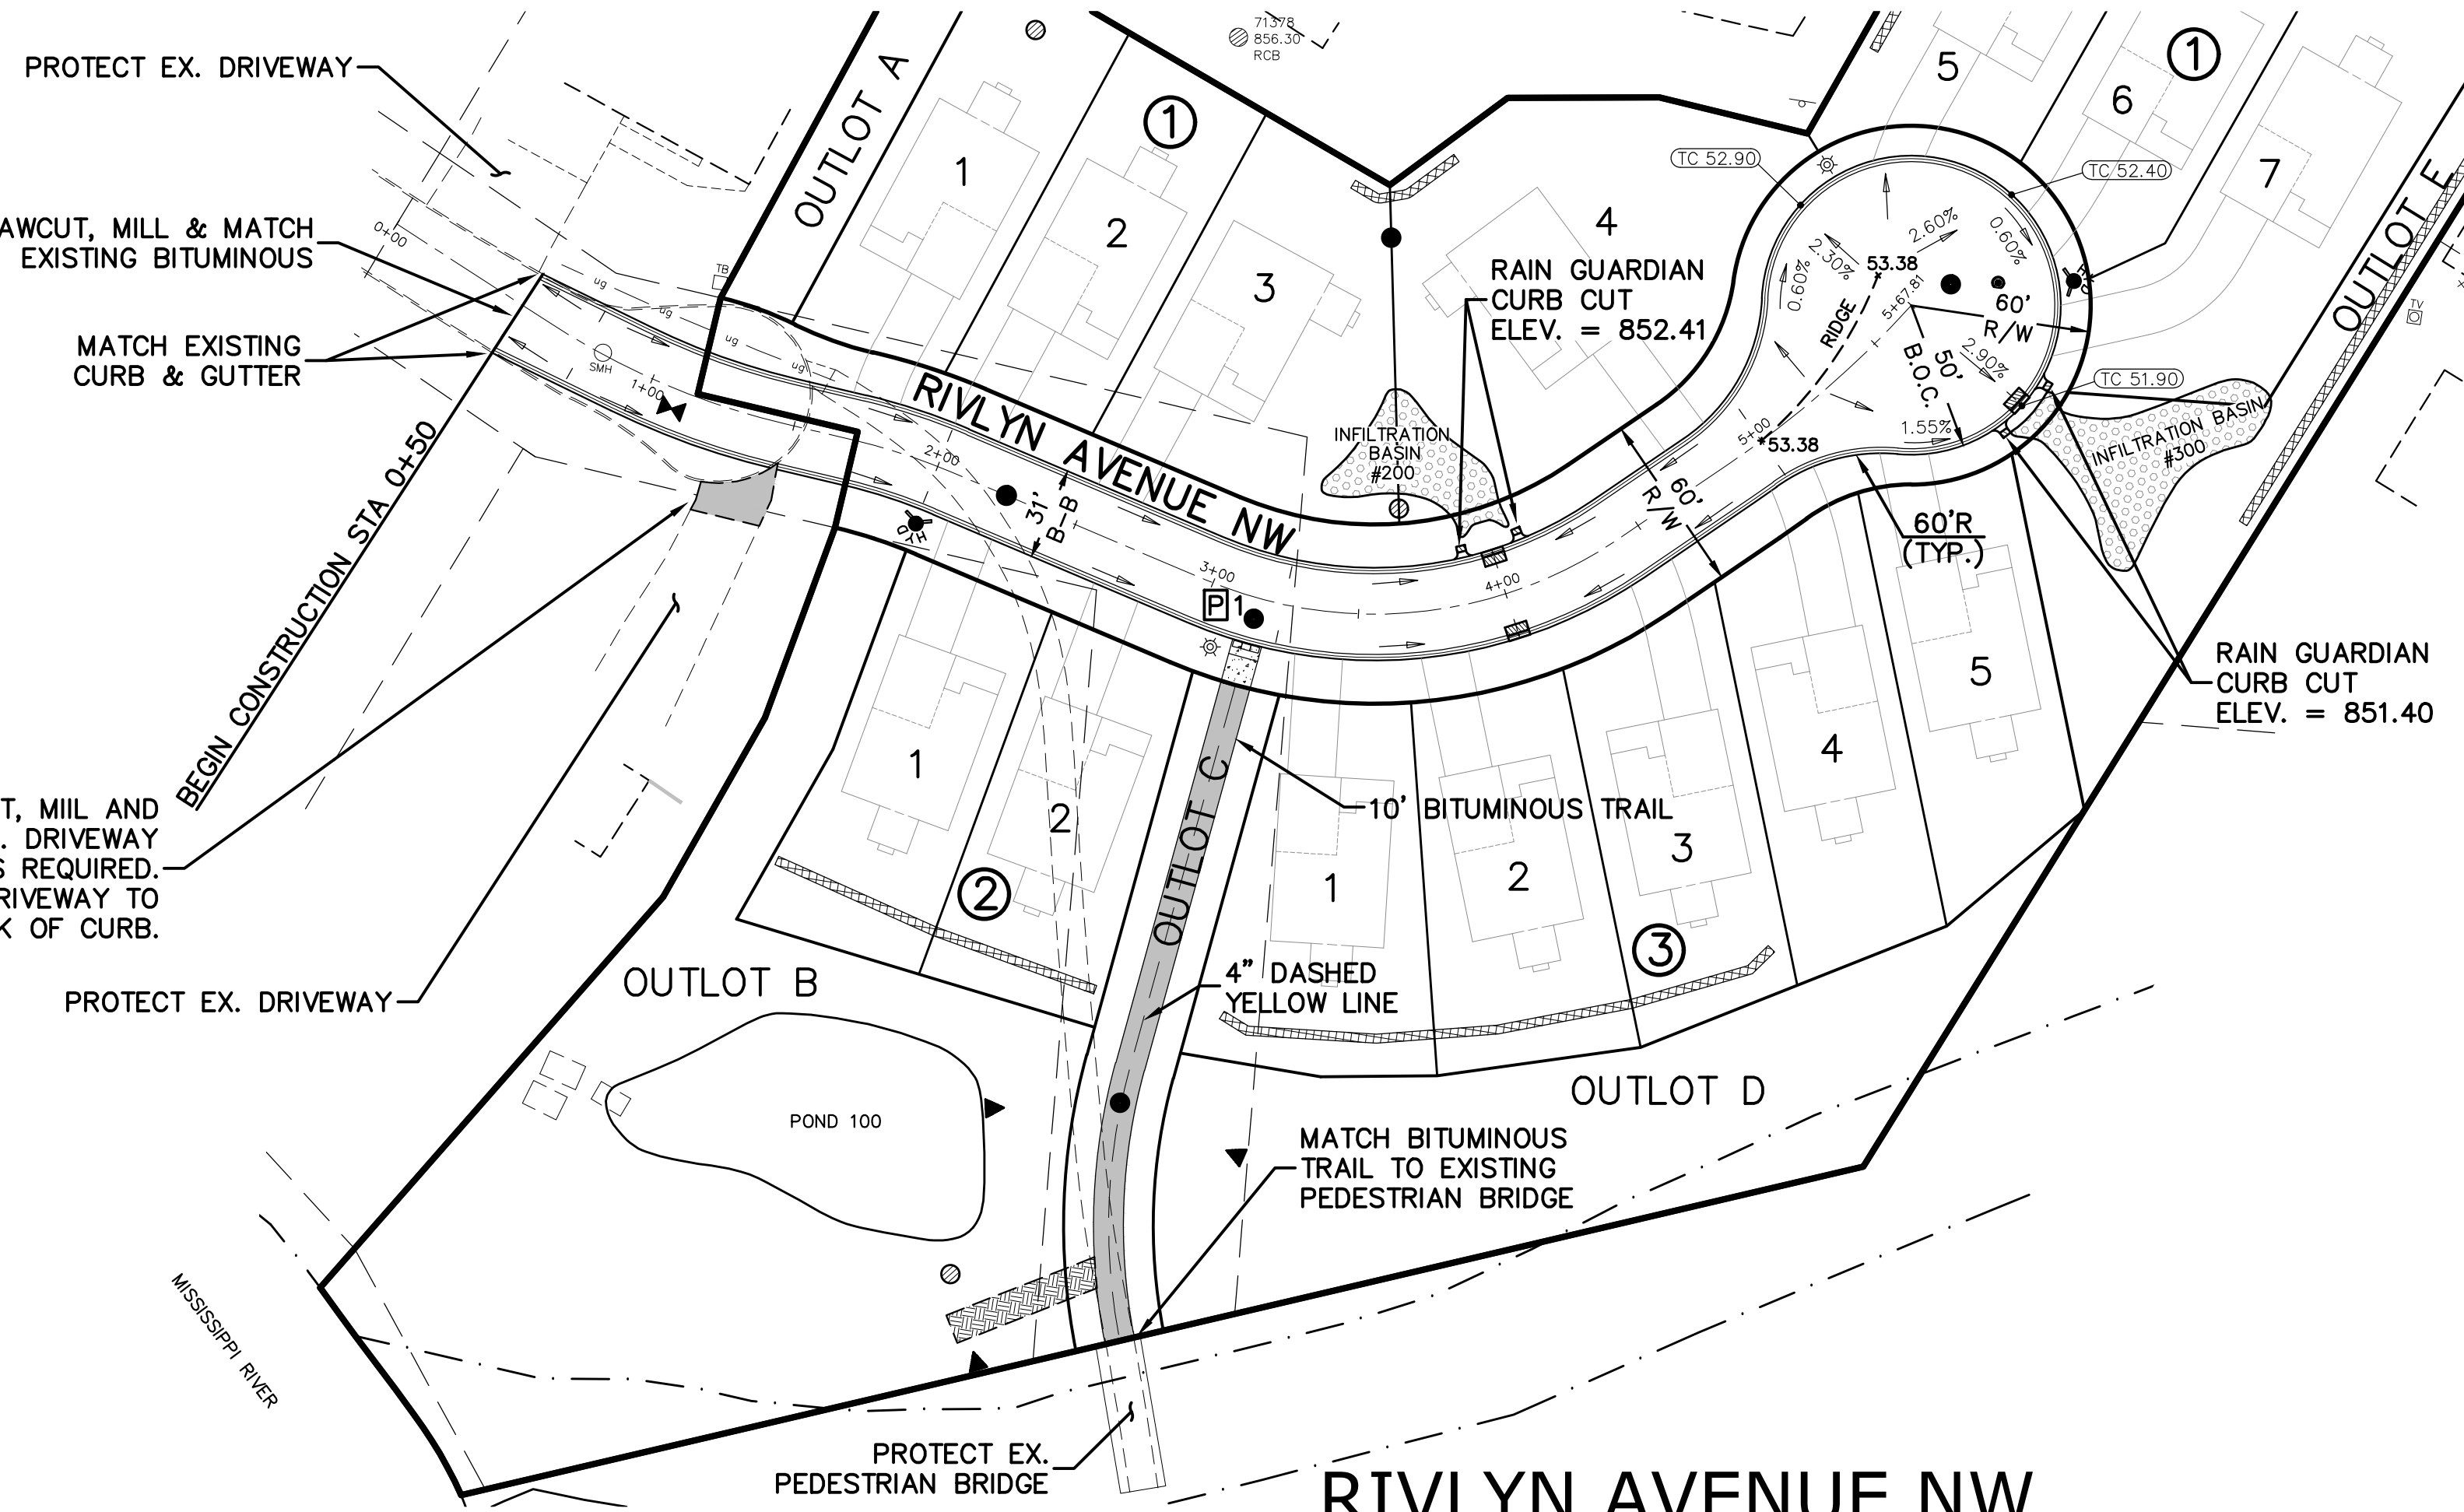 PROTECT EX. DRIVEWAY
AWCUT, MILL & MATCH
EXISTING BITUMINOUS
MATCH EXISTING
CURB & GUTTER
BEGIN CONSTRUCTION STA 0+50
T, MIIL AND
. DRIVEWAY
S REQUIRED.
RIVEWAY TO
K OF CURB.
PROTECT EX. DRIVEWAY
0+00
ug
ug
ug
ug
TB
SMH
1+00
OUTLOT A
71378
856.30
RCB
1
1
2
3
4
5
6
1
7
OUTLOT E
TV
TC 52.90
TC 52.40
TC 51.90
RAIN GUARDIAN
CURB CUT
ELEV. = 852.41
INFILTRATION
BASIN
#200
RIVLYN AVENUE NW
2+00
31'
B-B
HYD
3+00
P 1
4+00
5+00
60'
R/W
0.60%
2.30%
2.60%
0.60%
53.38
RIDGE
5+67.81
60'
R/W
50'
B.O.C.
2.90%
1.55%
*53.38
HYD
60'R
(TYP.)
INFILTRATION BASIN
#300
RAIN GUARDIAN
CURB CUT
ELEV. = 851.40
1
2
2
OUTLOT C
10' BITUMINOUS TRAIL
1
2
3
4
5
3
4" DASHED
YELLOW LINE
OUTLOT B
POND 100
OUTLOT D
MATCH BITUMINOUS
TRAIL TO EXISTING
PEDESTRIAN BRIDGE
MISSISSIPPI RIVER
PROTECT EX.
PEDESTRIAN BRIDGE
RIVLYN AVENUE NW